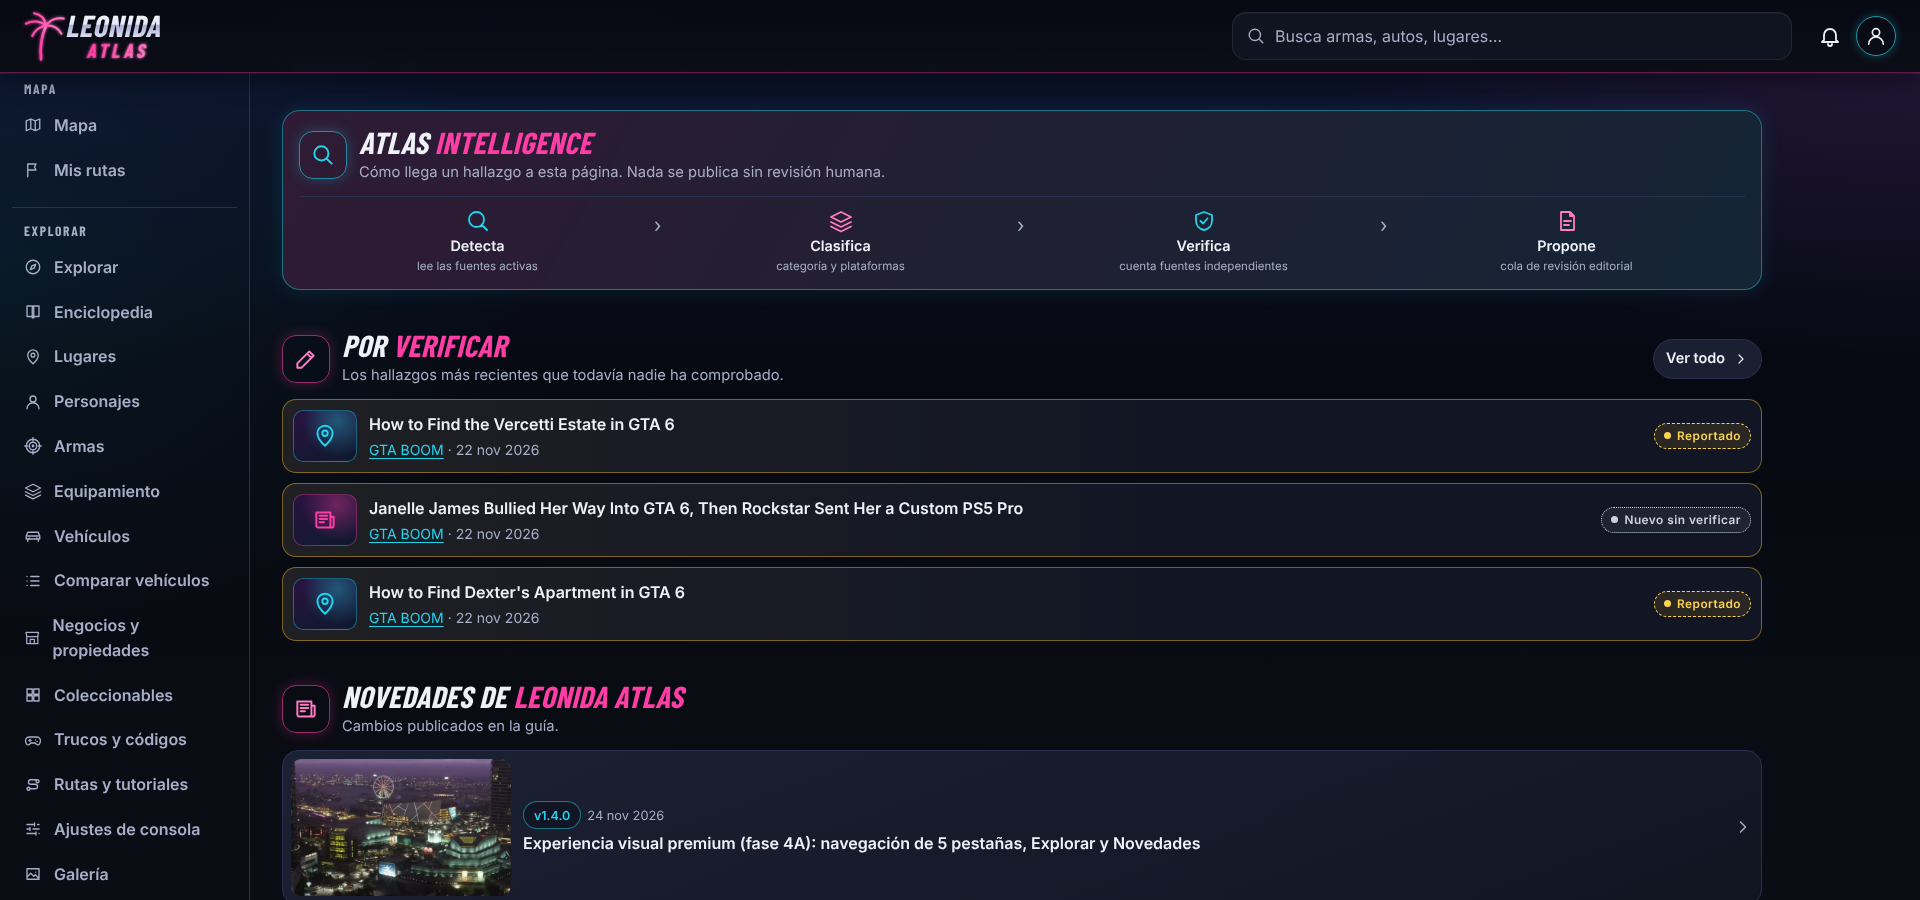 LEONIDA
ATLAS
Busca armas, autos, lugares...
MAPA
Mapa
Mis rutas
EXPLORAR
Explorar
Enciclopedia
Lugares
Personajes
Armas
Equipamiento
Vehículos
Comparar vehículos
Negocios y
propiedades
Coleccionables
Trucos y códigos
Rutas y tutoriales
Ajustes de consola
Galería
ATLAS INTELLIGENCE
Cómo llega un hallazgo a esta página. Nada se publica sin revisión humana.
Detecta
lee las fuentes activas
Clasifica
categoría y plataformas
Verifica
cuenta fuentes independientes
Propone
cola de revisión editorial
POR VERIFICAR
Los hallazgos más recientes que todavía nadie ha comprobado.
Ver todo
How to Find the Vercetti Estate in GTA 6
GTA BOOM · 22 nov 2026
Reportado
Janelle James Bullied Her Way Into GTA 6, Then Rockstar Sent Her a Custom PS5 Pro
GTA BOOM · 22 nov 2026
Nuevo sin verificar
How to Find Dexter's Apartment in GTA 6
GTA BOOM · 22 nov 2026
Reportado
NOVEDADES DE LEONIDA ATLAS
Cambios publicados en la guía.
v1.4.0 24 nov 2026
Experiencia visual premium (fase 4A): navegación de 5 pestañas, Explorar y Novedades